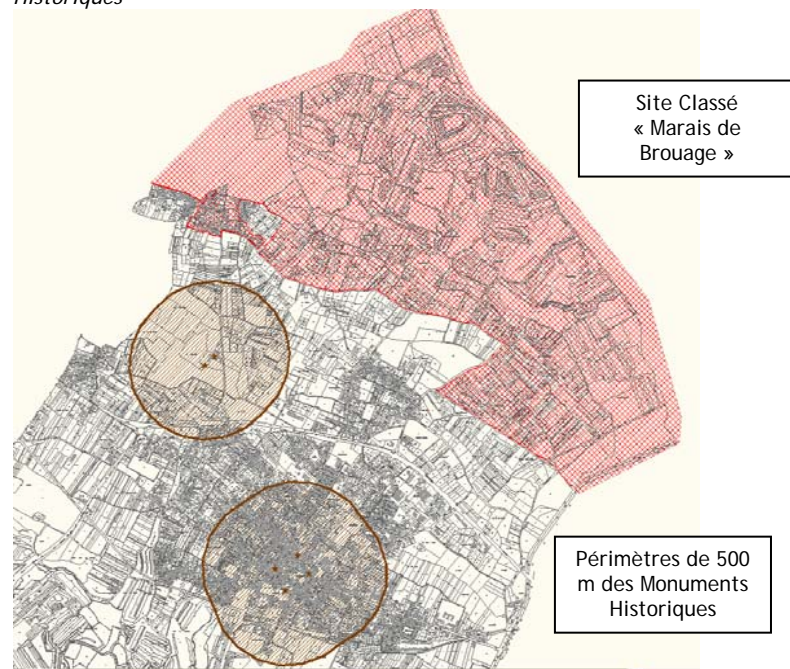 Historiques
Site Classé
« Marais de
Brouage »
Périmètres de 500
m des Monuments
Historiques